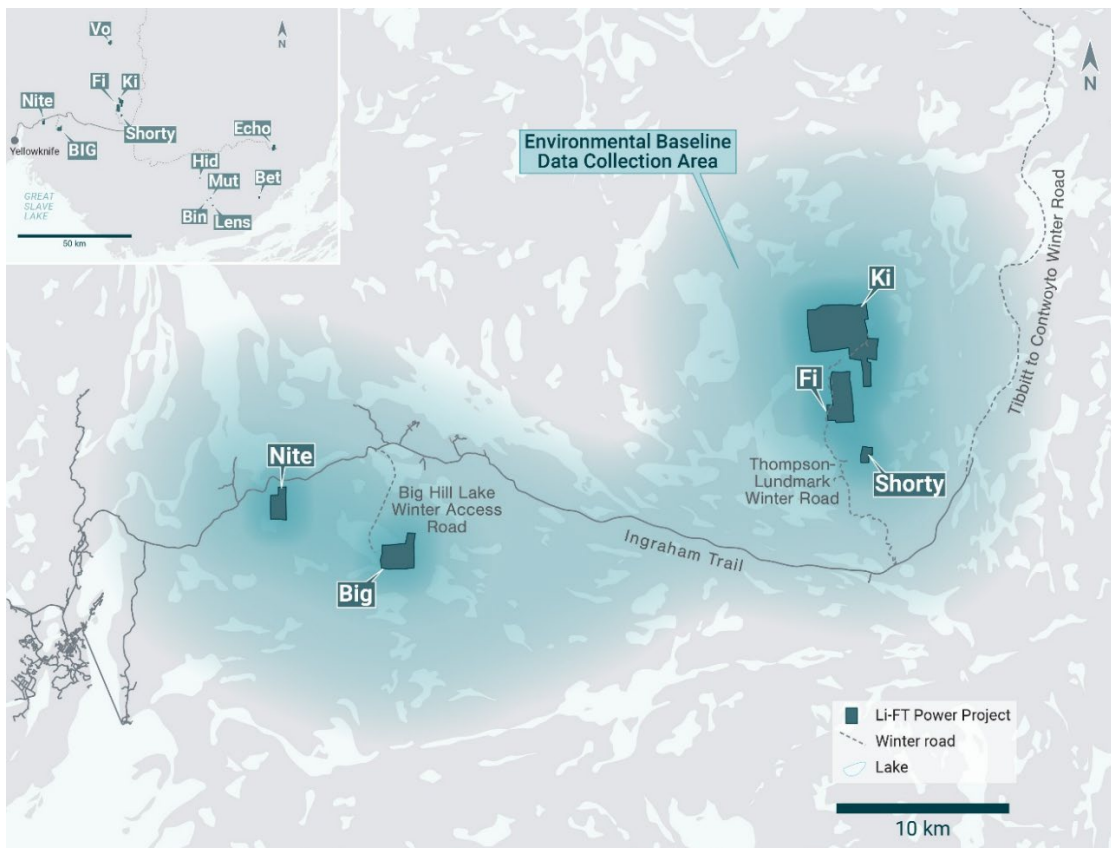 Vo
N
Fi
Ki
Nite
Shorty
Echo
Yellowknife
BIG
Hid
Mut
Bet
GREAT
SLAVE
LAKE
Bin
Lens
50 km
N
Environmental Baseline
Data Collection Area
Ki
Tibbitt to Contwoyto Winter Road
Fi
Nite
Thompson-
Lundmark
Winter Road
Shorty
Big Hill Lake
Winter Access
Road
Ingraham Trail
Big
Li-FT Power Project
Winter road
Lake
10 km